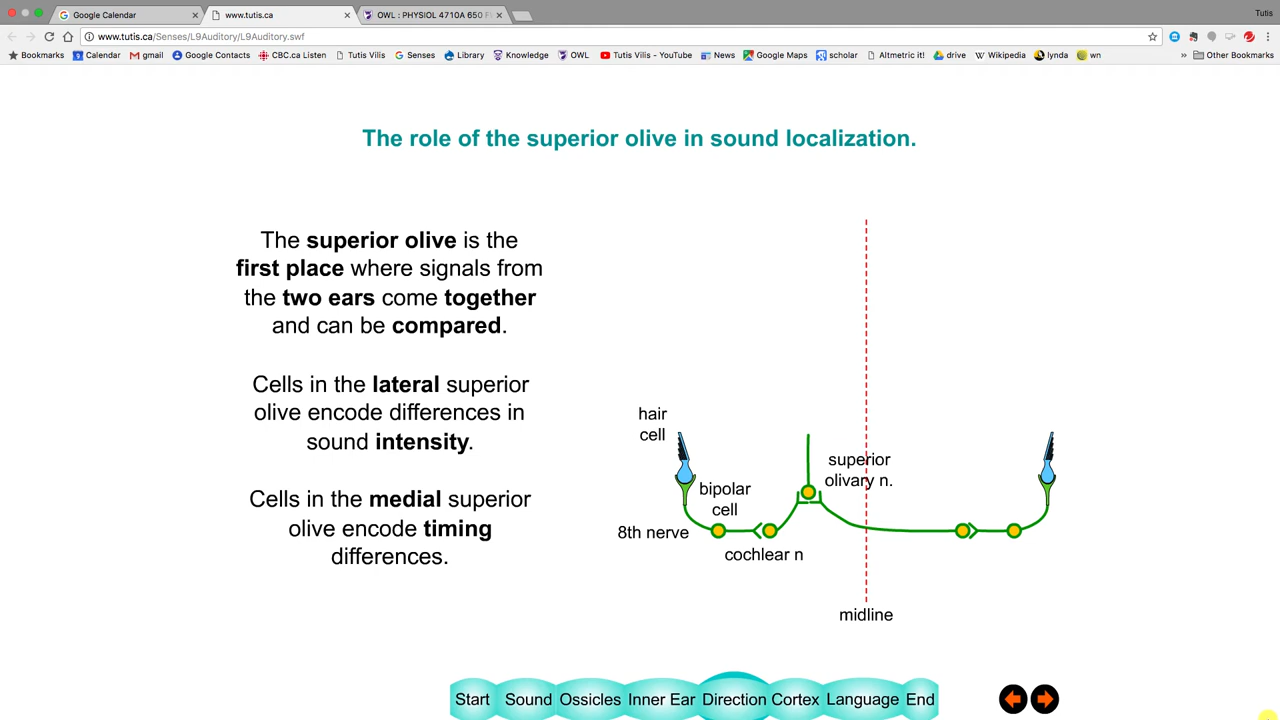 Google Calendar
www.tutis.ca
OWL : PHYSIOL 4710A 650 F
Tutis
www.tutis.ca/Senses/L9Auditory/L9Auditory.swf
Bookmarks Calendar gmail Google Contacts CBC.ca Listen Tutis Vilis Senses Library Knowledge OWL Tutis Vilis - YouTube News Google Maps scholar Altmetric it! drive Wikipedia lynda wn » Other Bookmarks
The role of the superior olive in sound localization.
The superior olive is the
first place where signals from
the two ears come together
and can be compared.
Cells in the lateral superior
olive encode differences in
sound intensity.
Cells in the medial superior
olive encode timing
differences.
hair
cell
superior
olivary n.
bipolar
cell
8th nerve
cochlear n
midline
Start Sound Ossicles Inner Ear Direction Cortex Language End